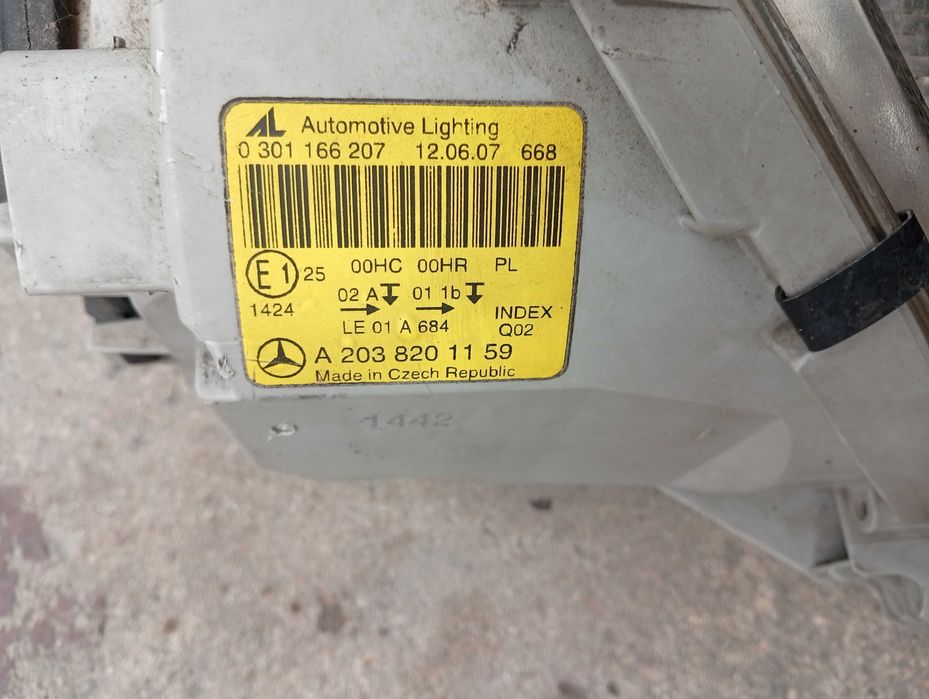 AL Automotive Lighting
0 301 166 207 12.06.07 668
E1 25 00HC 00HR PL
02 A 01 1b
1424
LE 01 A 684
INDEX
Q02
A 203 820 11 59
Made in Czech Republic
1442